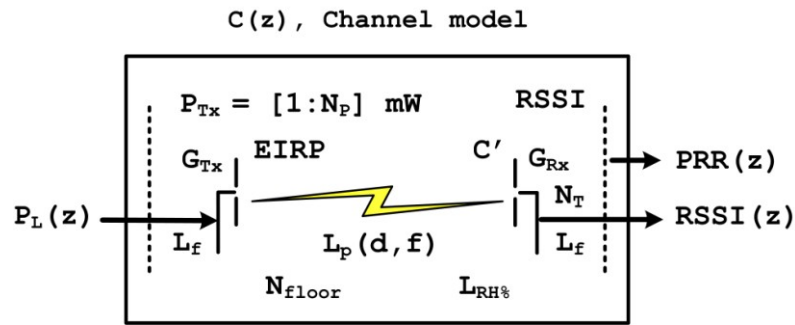 C(z), Channel model
P_Tx = [1:N_P] mW
RSSI
G_Tx
EIRP
C′
G_Rx
PRR(z)
N_T
P_L(z)
RSSI(z)
L_f
L_p(d,f)
L_f
N_floor
L_RH%